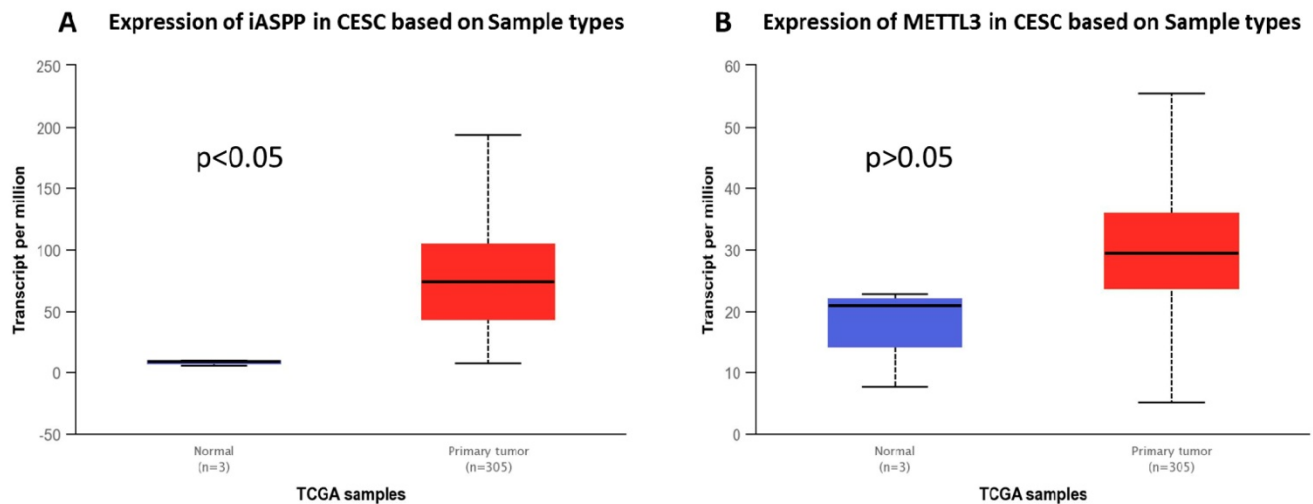 A Expression of iASPP in CESC based on Sample types
250
200
150
100
50
0
-50
Transcript per million
p<0.05
Normal
(n=3)
Primary tumor
(n=305)
TCGA samples
B Expression of METTL3 in CESC based on Sample types
60
50
40
30
20
10
0
Transcript per million
p>0.05
Normal
(n=3)
Primary tumor
(n=305)
TCGA samples